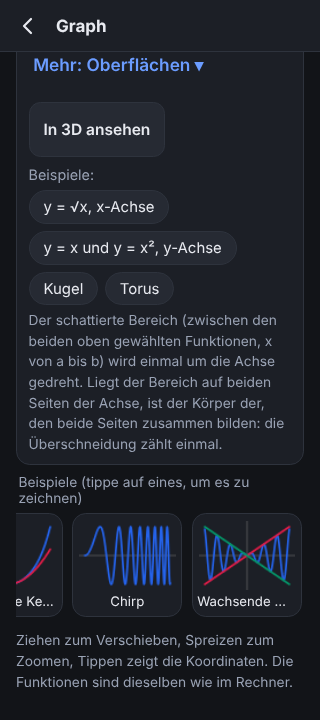 Graph
Mehr: Oberflächen ▾
In 3D ansehen
Beispiele:
y = √x, x-Achse
y = x und y = x², y-Achse
Kugel
Torus
Der schattierte Bereich (zwischen den
beiden oben gewählten Funktionen, x
von a bis b) wird einmal um die Achse
gedreht. Liegt der Bereich auf beiden
Seiten der Achse, ist der Körper der,
den beide Seiten zusammen bilden: die
Überschneidung zählt einmal.
Beispiele (tippe auf eines, um es zu
zeichnen)
e Ke...
Chirp
Wachsende ...
Ziehen zum Verschieben, Spreizen zum
Zoomen, Tippen zeigt die Koordinaten. Die
Funktionen sind dieselben wie im Rechner.